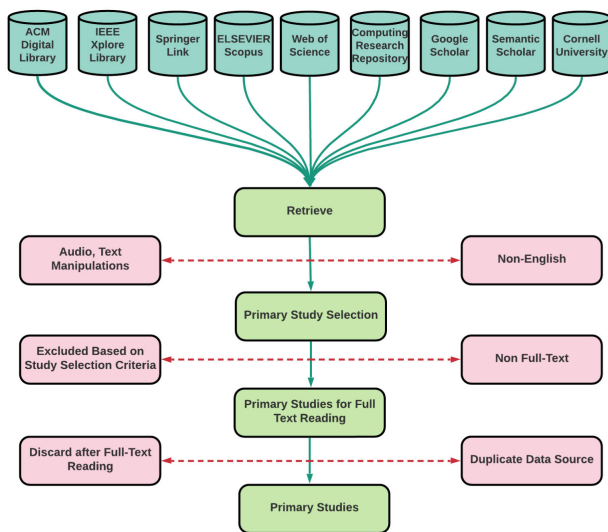 ACM
Digital
Library
IEEE
Xplore
Library
Springer
Link
ELSEVIER
Scopus
Web of
Science
Computing
Research
Repository
Google
Scholar
Semantic
Scholar
Cornell
University
Retrieve
Audio, Text
Manipulations
Non-English
Primary Study Selection
Excluded Based on
Study Selection Criteria
Non Full-Text
Primary Studies for Full
Text Reading
Discard after Full-Text
Reading
Duplicate Data Source
Primary Studies